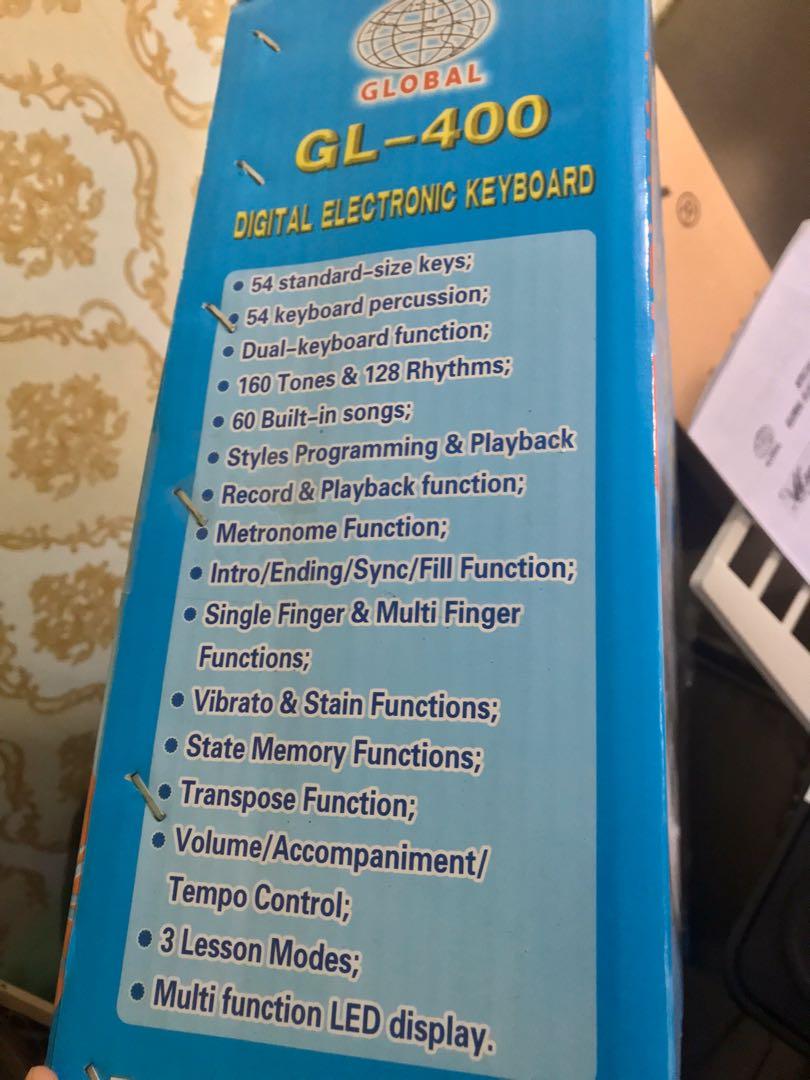 GLOBAL
GL-400
DIGITAL ELECTRONIC KEYBOARD
• 54 standard-size keys;
• 54 keyboard percussion;
• Dual-keyboard function;
• 160 Tones & 128 Rhythms;
• 60 Built-in songs;
• Styles Programming & Playback
• Record & Playback function;
• Metronome Function;
• Intro/Ending/Sync/Fill Function;
• Single Finger & Multi Finger
Functions;
• Vibrato & Stain Functions;
• State Memory Functions;
• Transpose Function;
• Volume/Accompaniment/
Tempo Control;
• 3 Lesson Modes;
• Multi function LED display.